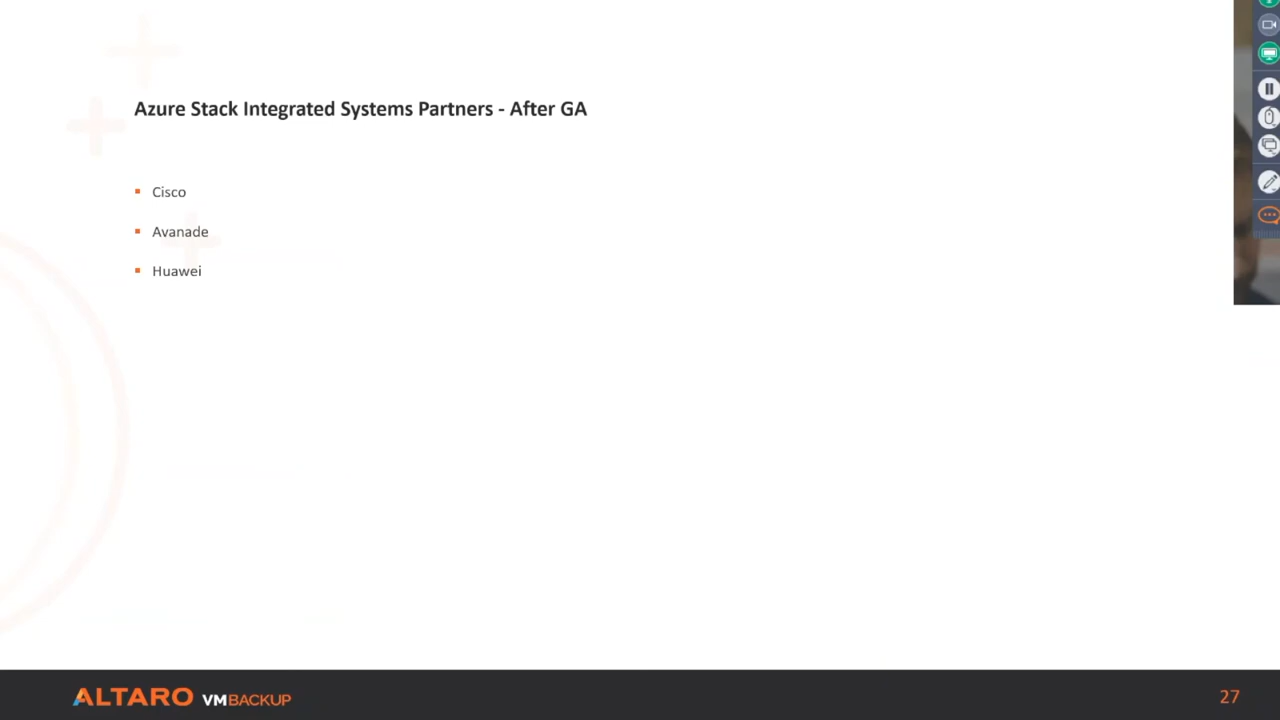 Azure Stack Integrated Systems Partners - After GA
Cisco
Avanade
Huawei
ALTARO VMBACKUP
27